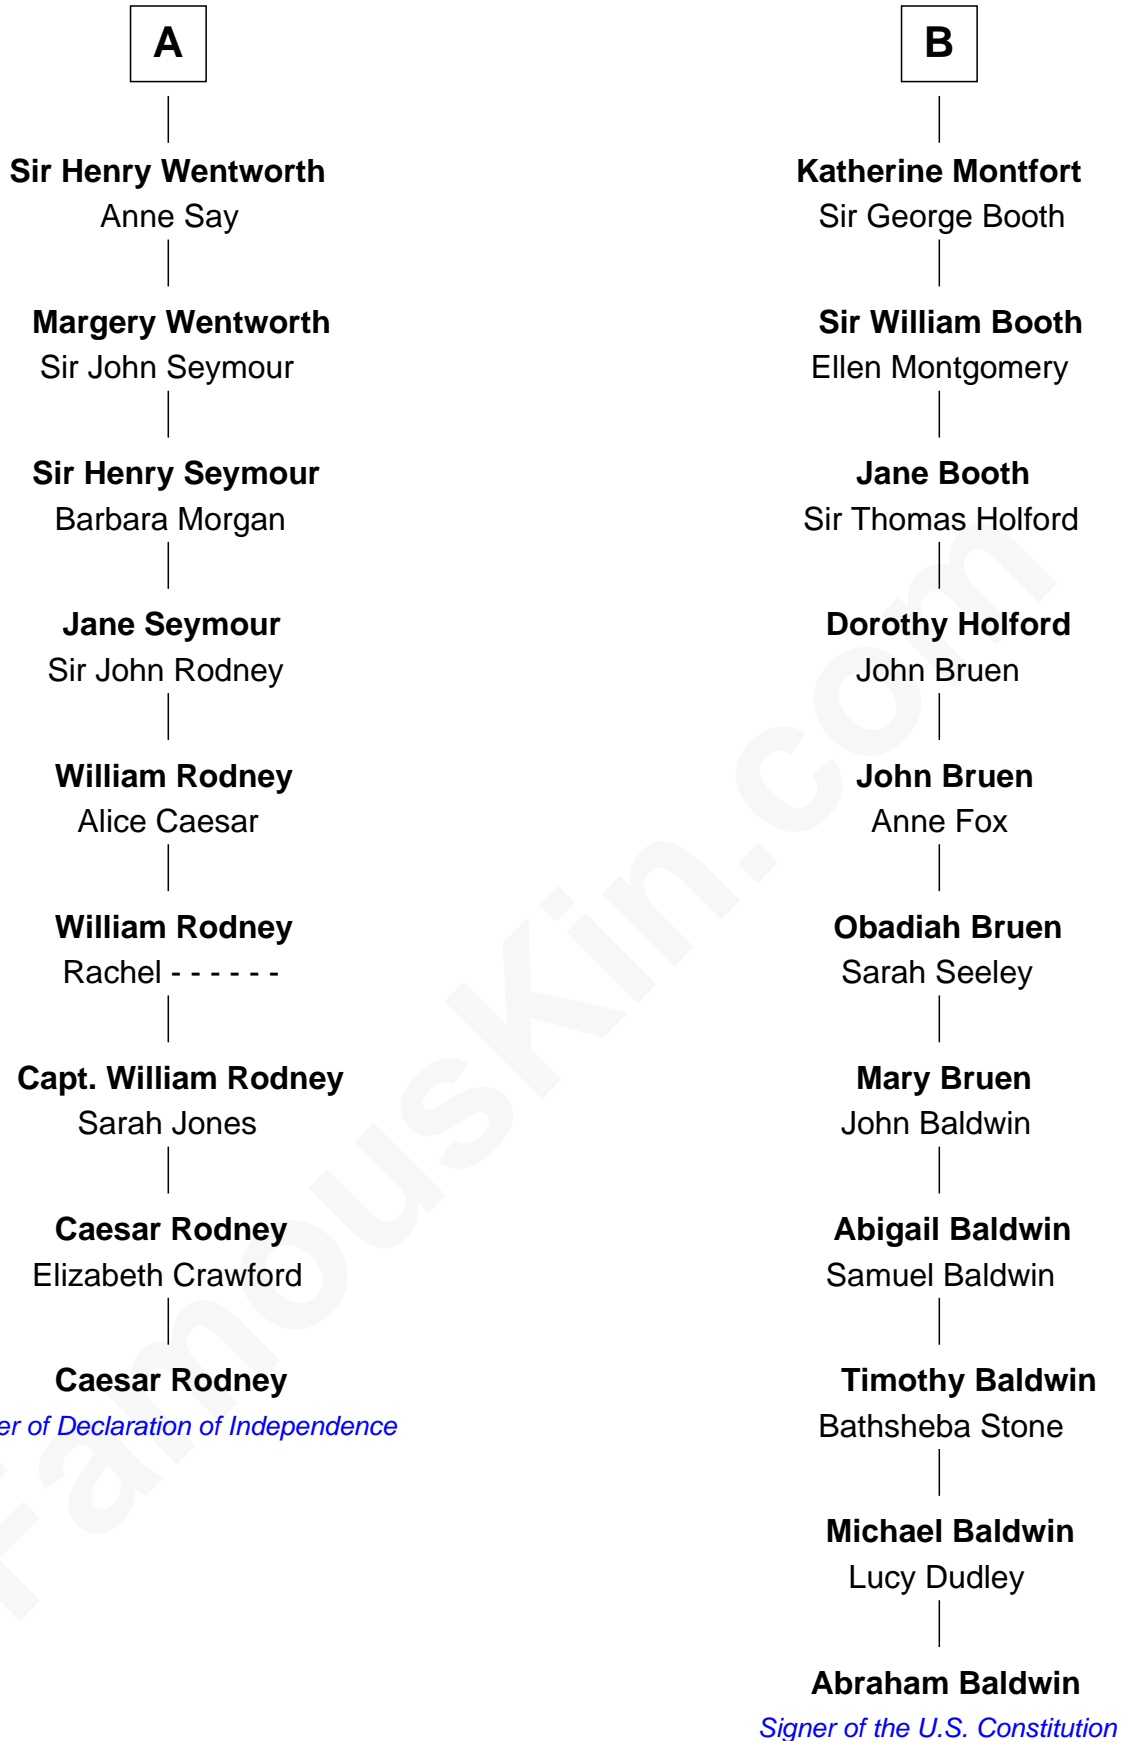 A
Sir Henry Wentworth
Anne Say
Margery Wentworth
Sir John Seymour
Sir Henry Seymour
Barbara Morgan
Jane Seymour
Sir John Rodney
William Rodney
Alice Caesar
William Rodney
Rachel - - - - - -
Capt. William Rodney
Sarah Jones
Caesar Rodney
Elizabeth Crawford
Caesar Rodney
er of Declaration of Independence
B
Katherine Montfort
Sir George Booth
Sir William Booth
Ellen Montgomery
Jane Booth
Sir Thomas Holford
Dorothy Holford
John Bruen
John Bruen
Anne Fox
Obadiah Bruen
Sarah Seeley
Mary Bruen
John Baldwin
Abigail Baldwin
Samuel Baldwin
Timothy Baldwin
Bathsheba Stone
Michael Baldwin
Lucy Dudley
Abraham Baldwin
Signer of the U.S. Constitution
FamousKin.com